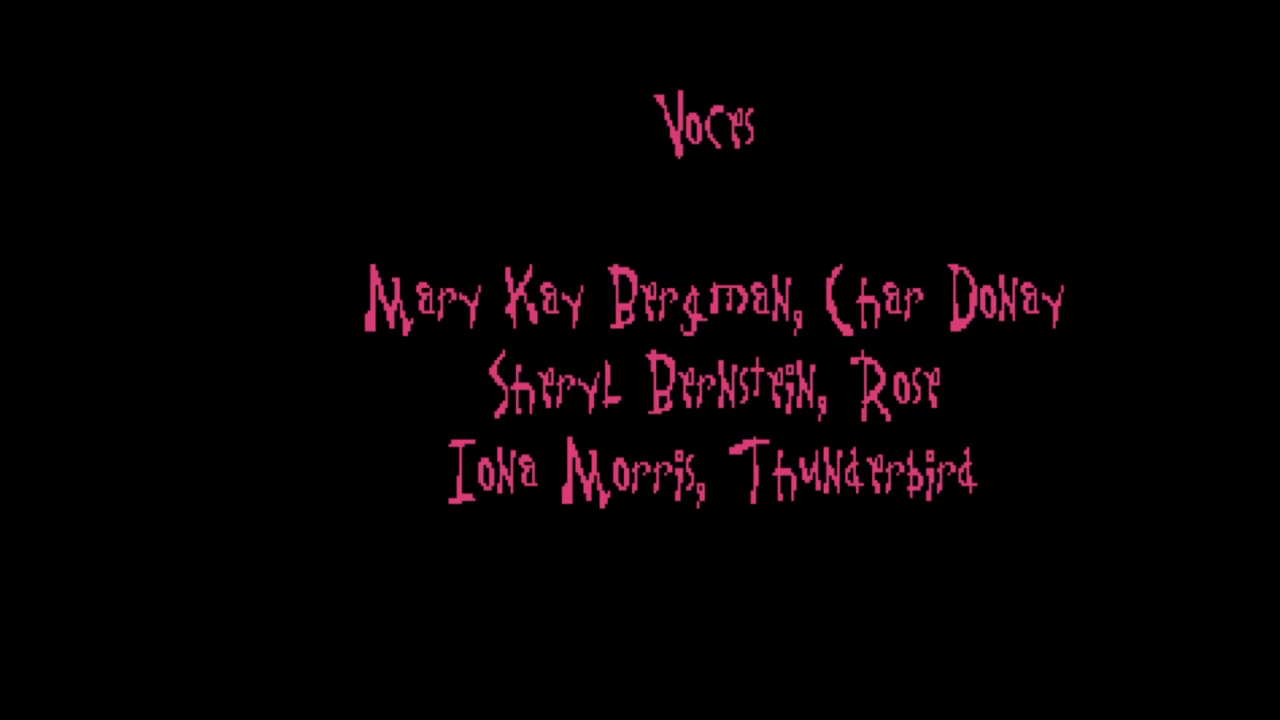 Voces
Mary Kay Bergman, Char Donay
Sheryl Bernstein, Rose
Iona Morris, Thunderbird